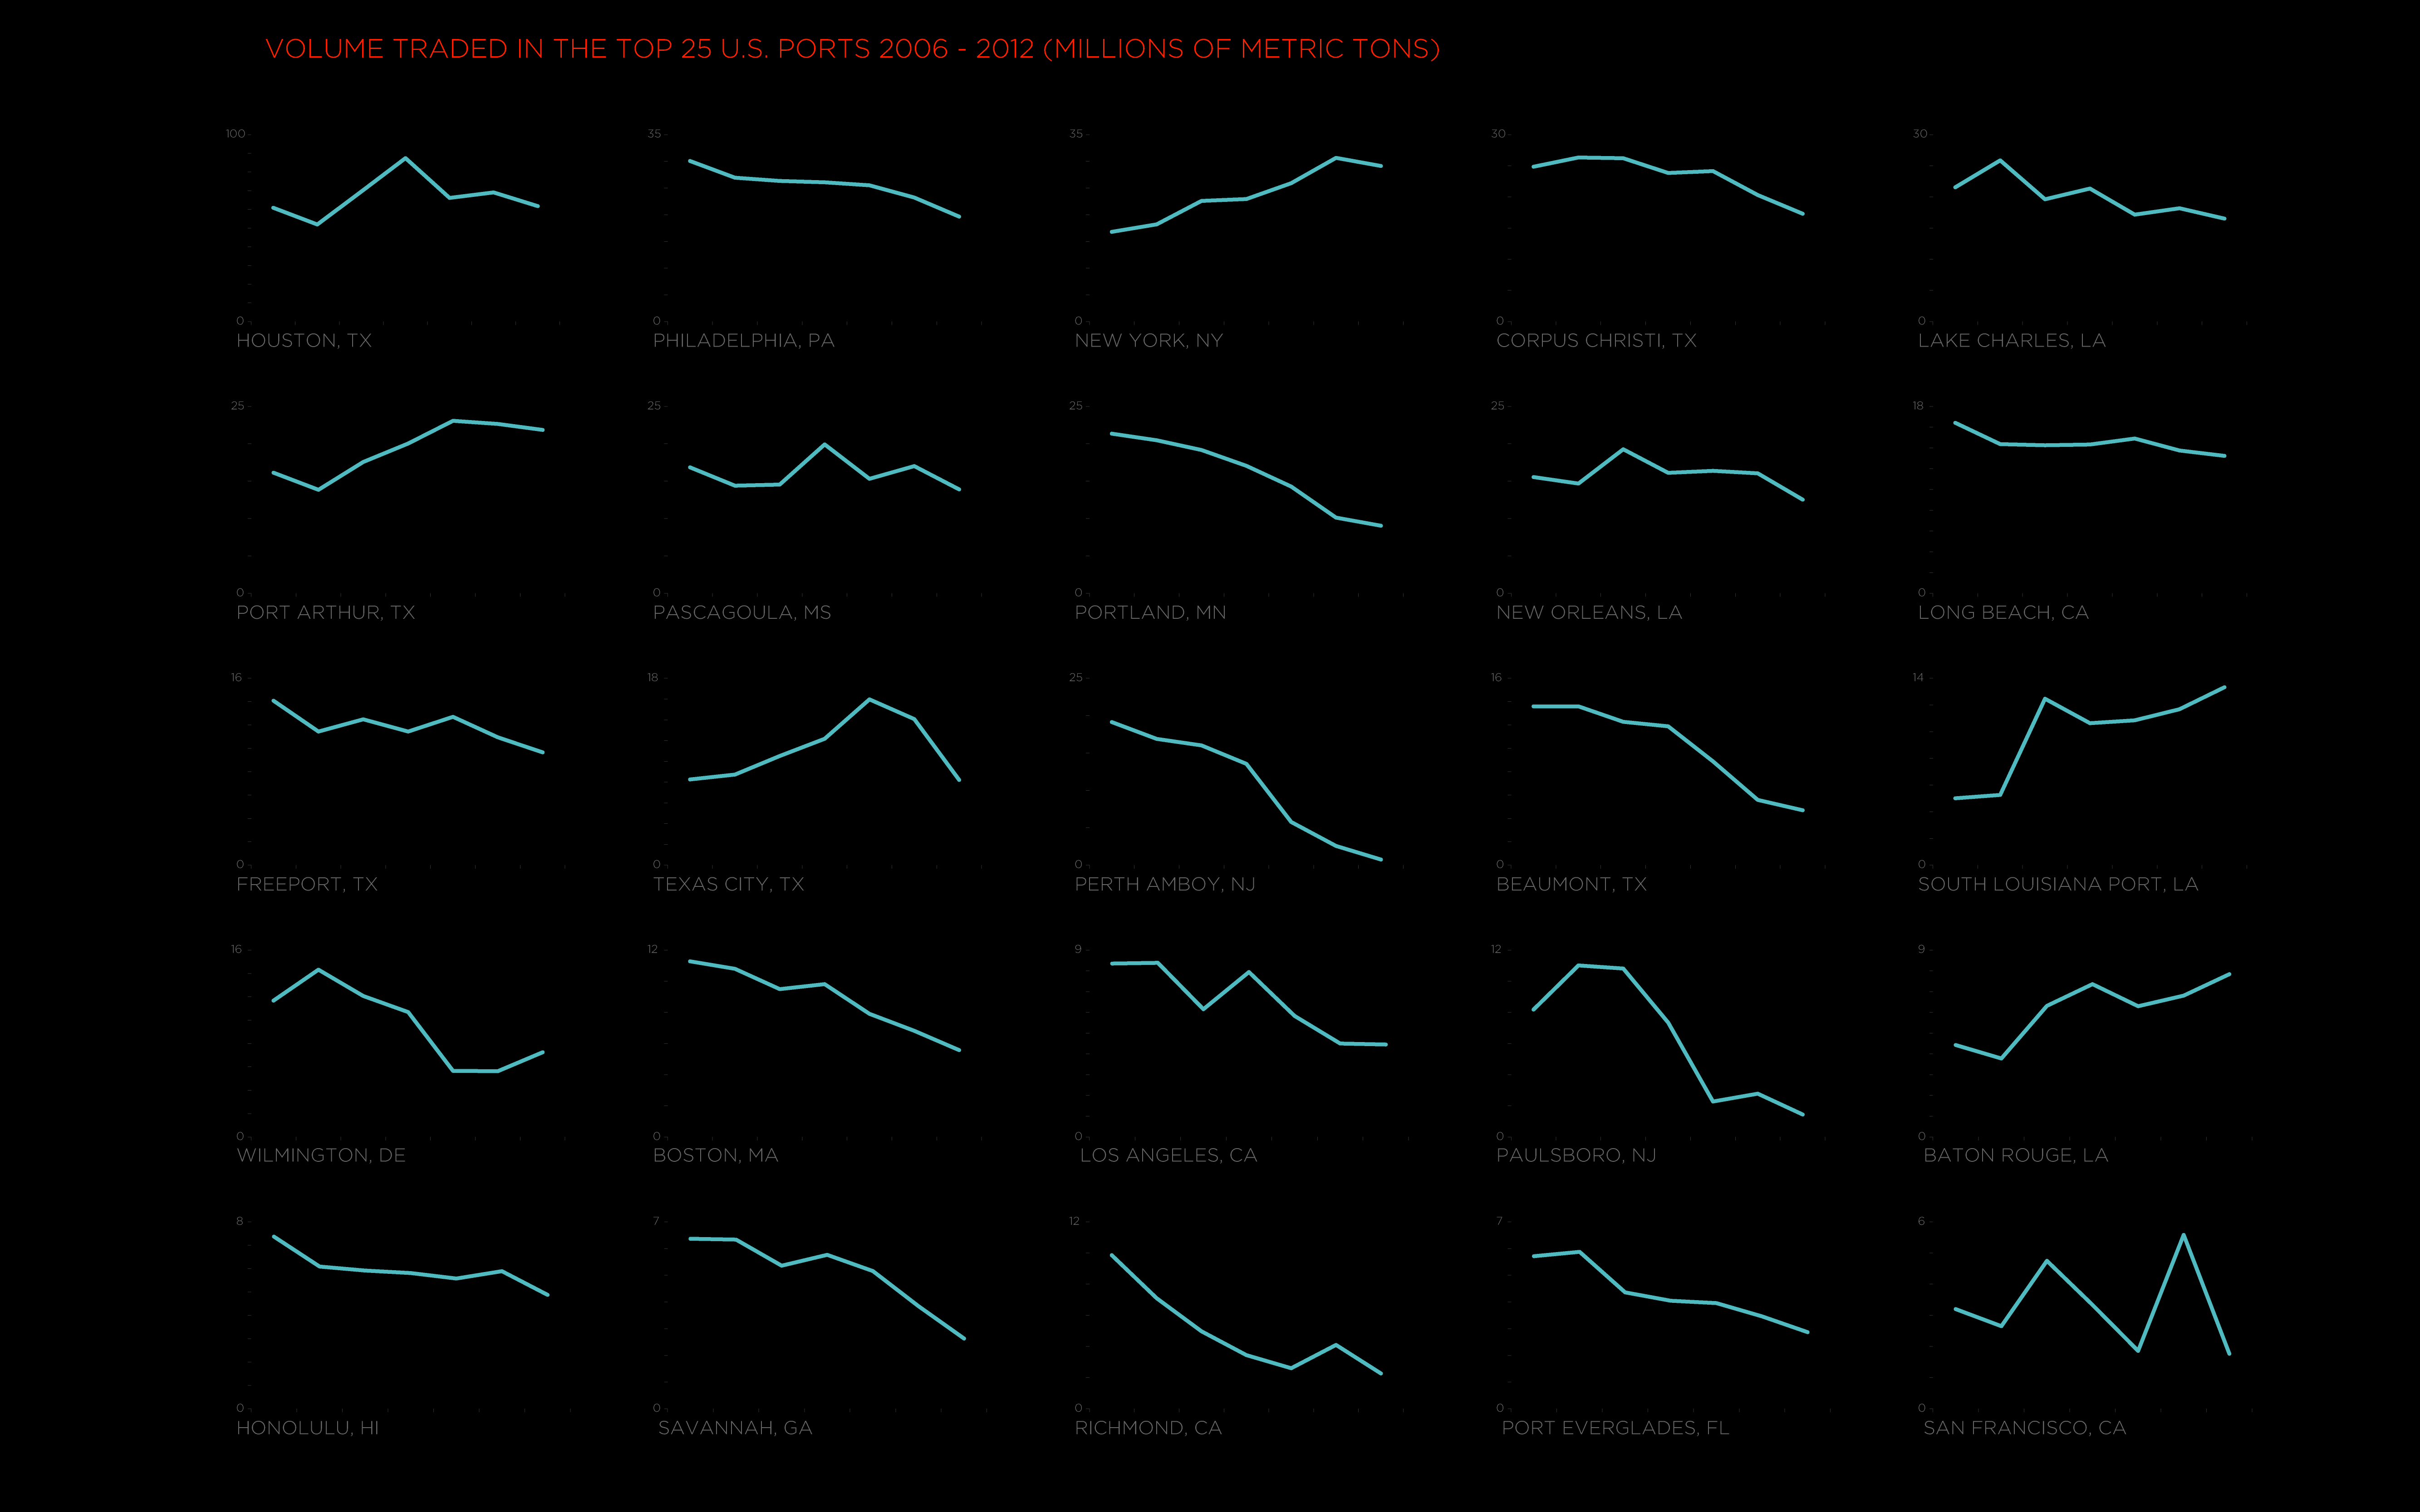 VOLUME TRADED IN THE TOP 25 U.S. PORTS 2006 - 2012 (MILLIONS OF METRIC TONS)
100
0
HOUSTON, TX
35
0
PHILADELPHIA, PA
35
0
NEW YORK, NY
30
0
CORPUS CHRISTI, TX
30
0
LAKE CHARLES, LA
25
0
PORT ARTHUR, TX
25
0
PASCAGOULA, MS
25
0
PORTLAND, MN
25
0
NEW ORLEANS, LA
18
0
LONG BEACH, CA
16
0
FREEPORT, TX
18
0
TEXAS CITY, TX
25
0
PERTH AMBOY, NJ
16
0
BEAUMONT, TX
14
0
SOUTH LOUISIANA PORT, LA
16
0
WILMINGTON, DE
12
0
BOSTON, MA
9
0
LOS ANGELES, CA
12
0
PAULSBORO, NJ
9
0
BATON ROUGE, LA
8
0
HONOLULU, HI
7
0
SAVANNAH, GA
12
0
RICHMOND, CA
7
0
PORT EVERGLADES, FL
6
0
SAN FRANCISCO, CA